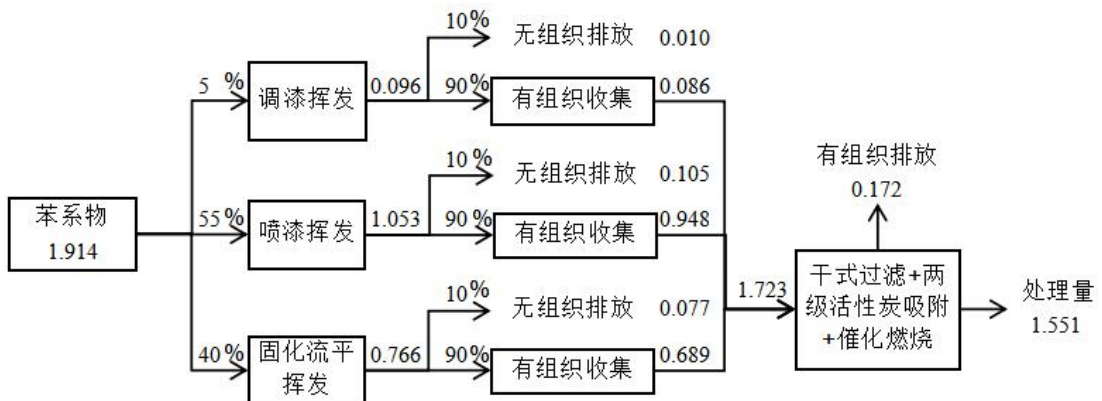 苯系物
1.914
5 %
调漆挥发
0.096
10%
无组织排放 0.010
90%
有组织收集
0.086
55%
喷漆挥发
1.053
10%
无组织排放 0.105
90%
有组织收集
0.948
40%
固化流平
挥发
0.766
10%
无组织排放 0.077
90%
有组织收集
0.689
1.723
干式过滤+两
级活性炭吸附
+催化燃烧
有组织排放
0.172
处理量
1.551